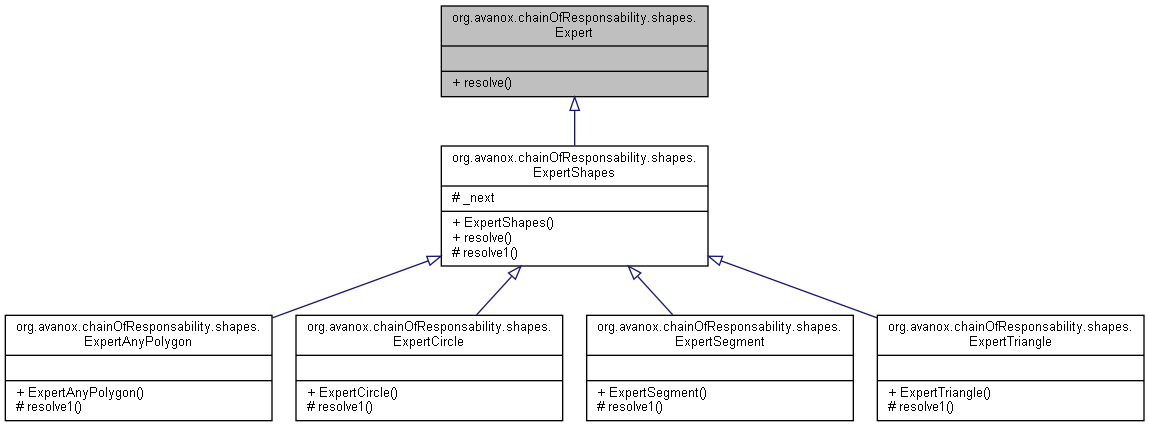 org.avanox.chainOfResponsability.shapes.
Expert
+ resolve()
org.avanox.chainOfResponsability.shapes.
ExpertShapes
# _next
+ ExpertShapes()
+ resolve()
# resolve1()
org.avanox.chainOfResponsability.shapes.
ExpertAnyPolygon
+ ExpertAnyPolygon()
# resolve1()
org.avanox.chainOfResponsability.shapes.
ExpertCircle
+ ExpertCircle()
# resolve1()
org.avanox.chainOfResponsability.shapes.
ExpertSegment
+ ExpertSegment()
# resolve1()
org.avanox.chainOfResponsability.shapes.
ExpertTriangle
+ ExpertTriangle()
# resolve1()